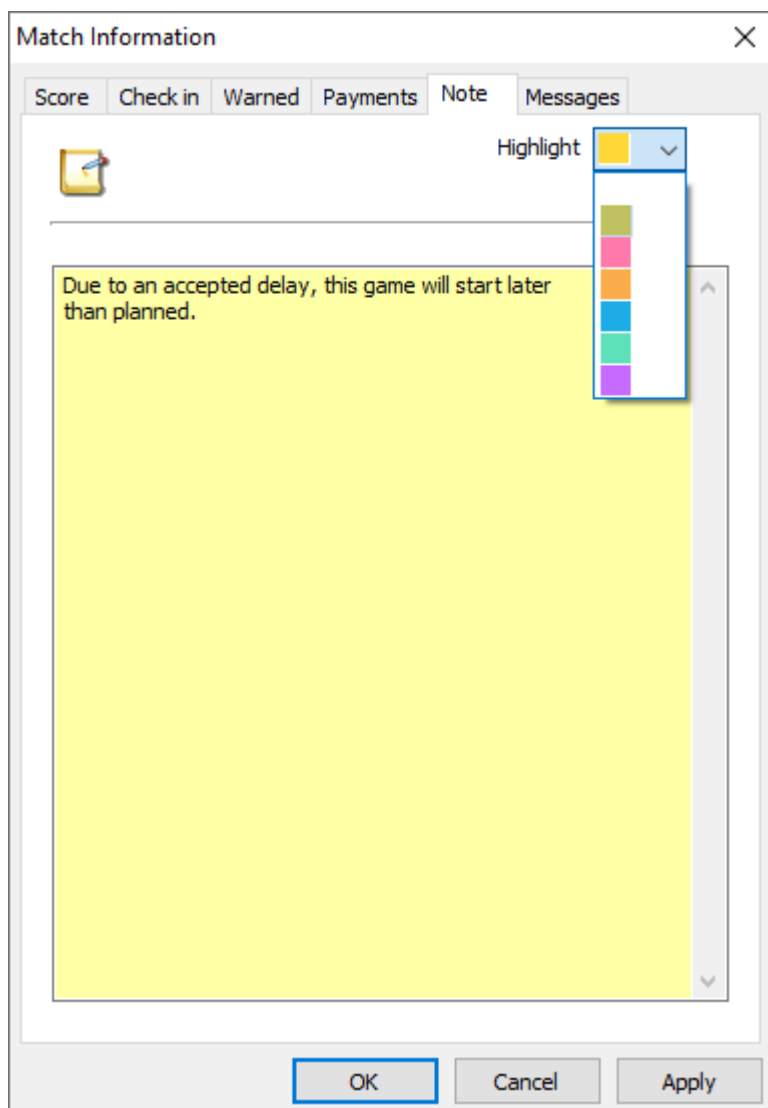 Match Information
Score Check in Warned Payments Note Messages
Highlight
Due to an accepted delay, this game will start later
than planned.
OK Cancel Apply